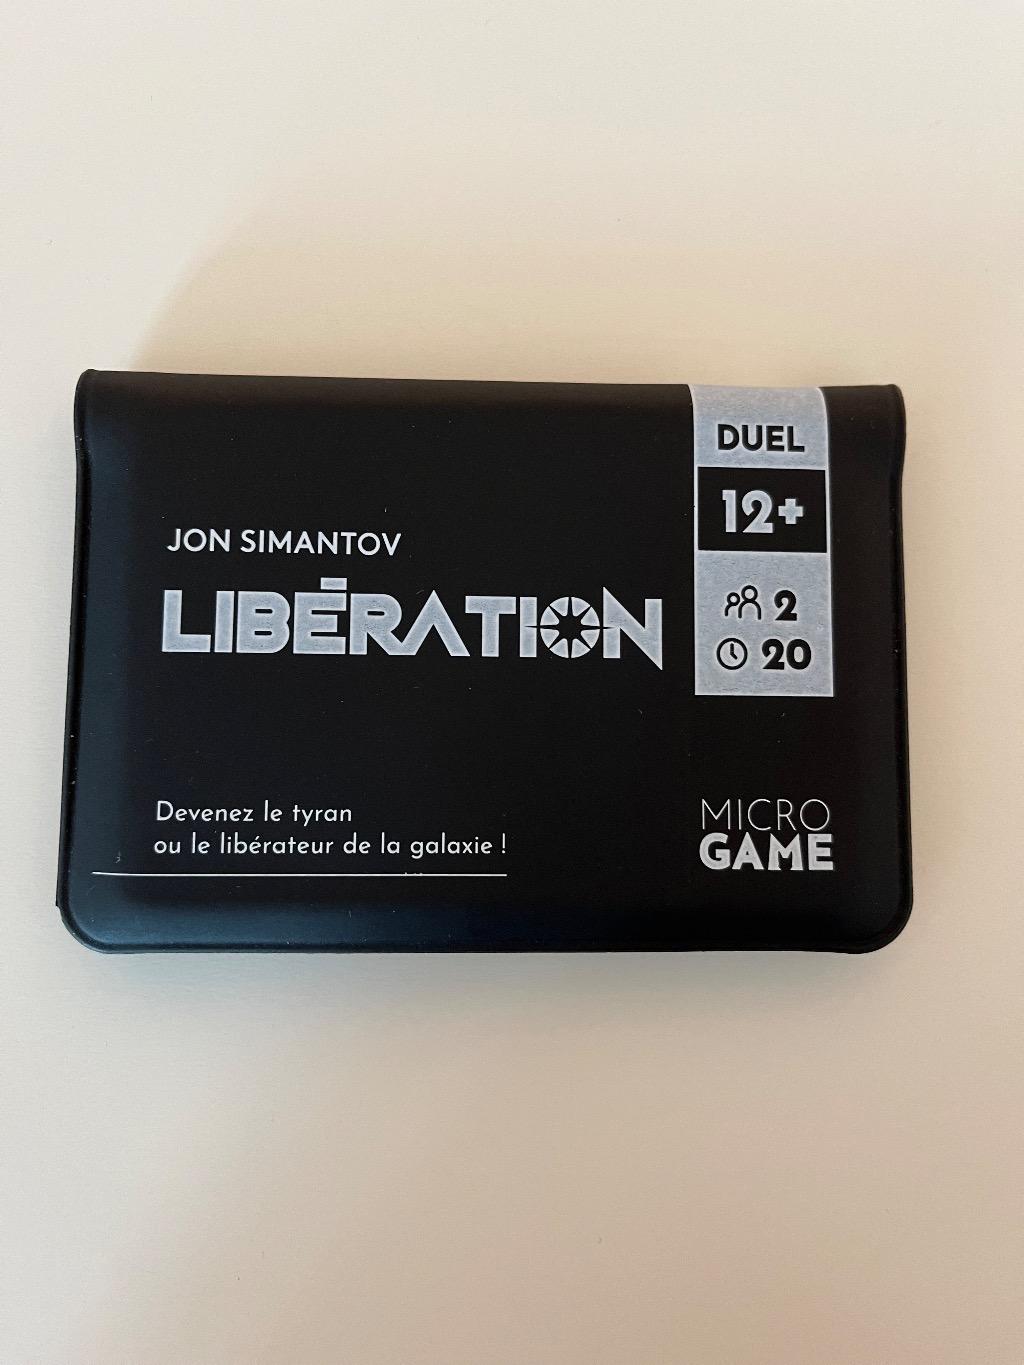 JON SIMANTOV
LIBÉRATION
Devenez le tyran
ou le libérateur de la galaxie !
DUEL
12+
2
20
MICRO
GAME